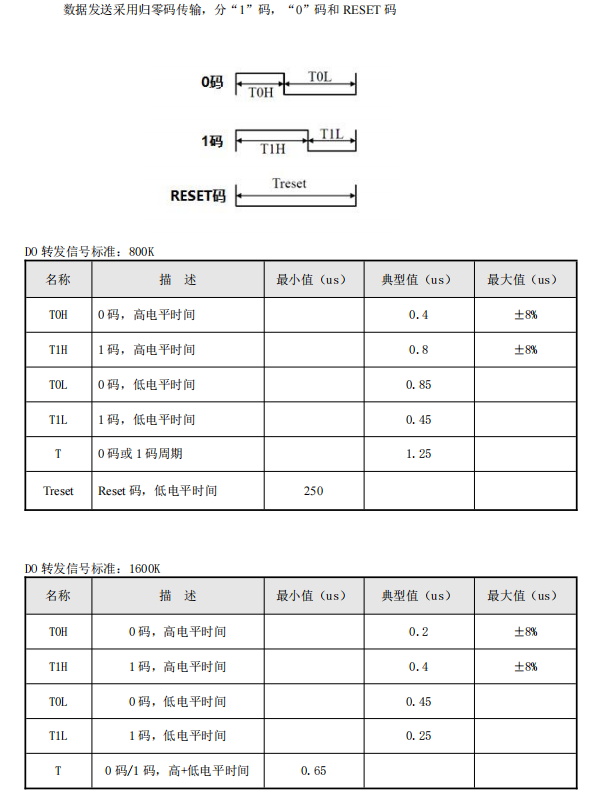 数据发送采用归零码传输，分“1”码，“0”码和 RESET 码
0码 T0H T0L
1码 T1H T1L
RESET码 Treset
DO 转发信号标准：800K
名称 描 述 最小值（us） 典型值（us） 最大值（us）
T0H 0 码，高电平时间 0.4 ±8%
T1H 1 码，高电平时间 0.8 ±8%
T0L 0 码，低电平时间 0.85
T1L 1 码，低电平时间 0.45
T 0 码或 1 码周期 1.25
Treset Reset 码，低电平时间 250
DO 转发信号标准：1600K
名称 描 述 最小值（us） 典型值（us） 最大值（us）
T0H 0 码，高电平时间 0.2 ±8%
T1H 1 码，高电平时间 0.4 ±8%
T0L 0 码，低电平时间 0.45
T1L 1 码，低电平时间 0.25
T 0 码/1 码，高+低电平时间 0.65